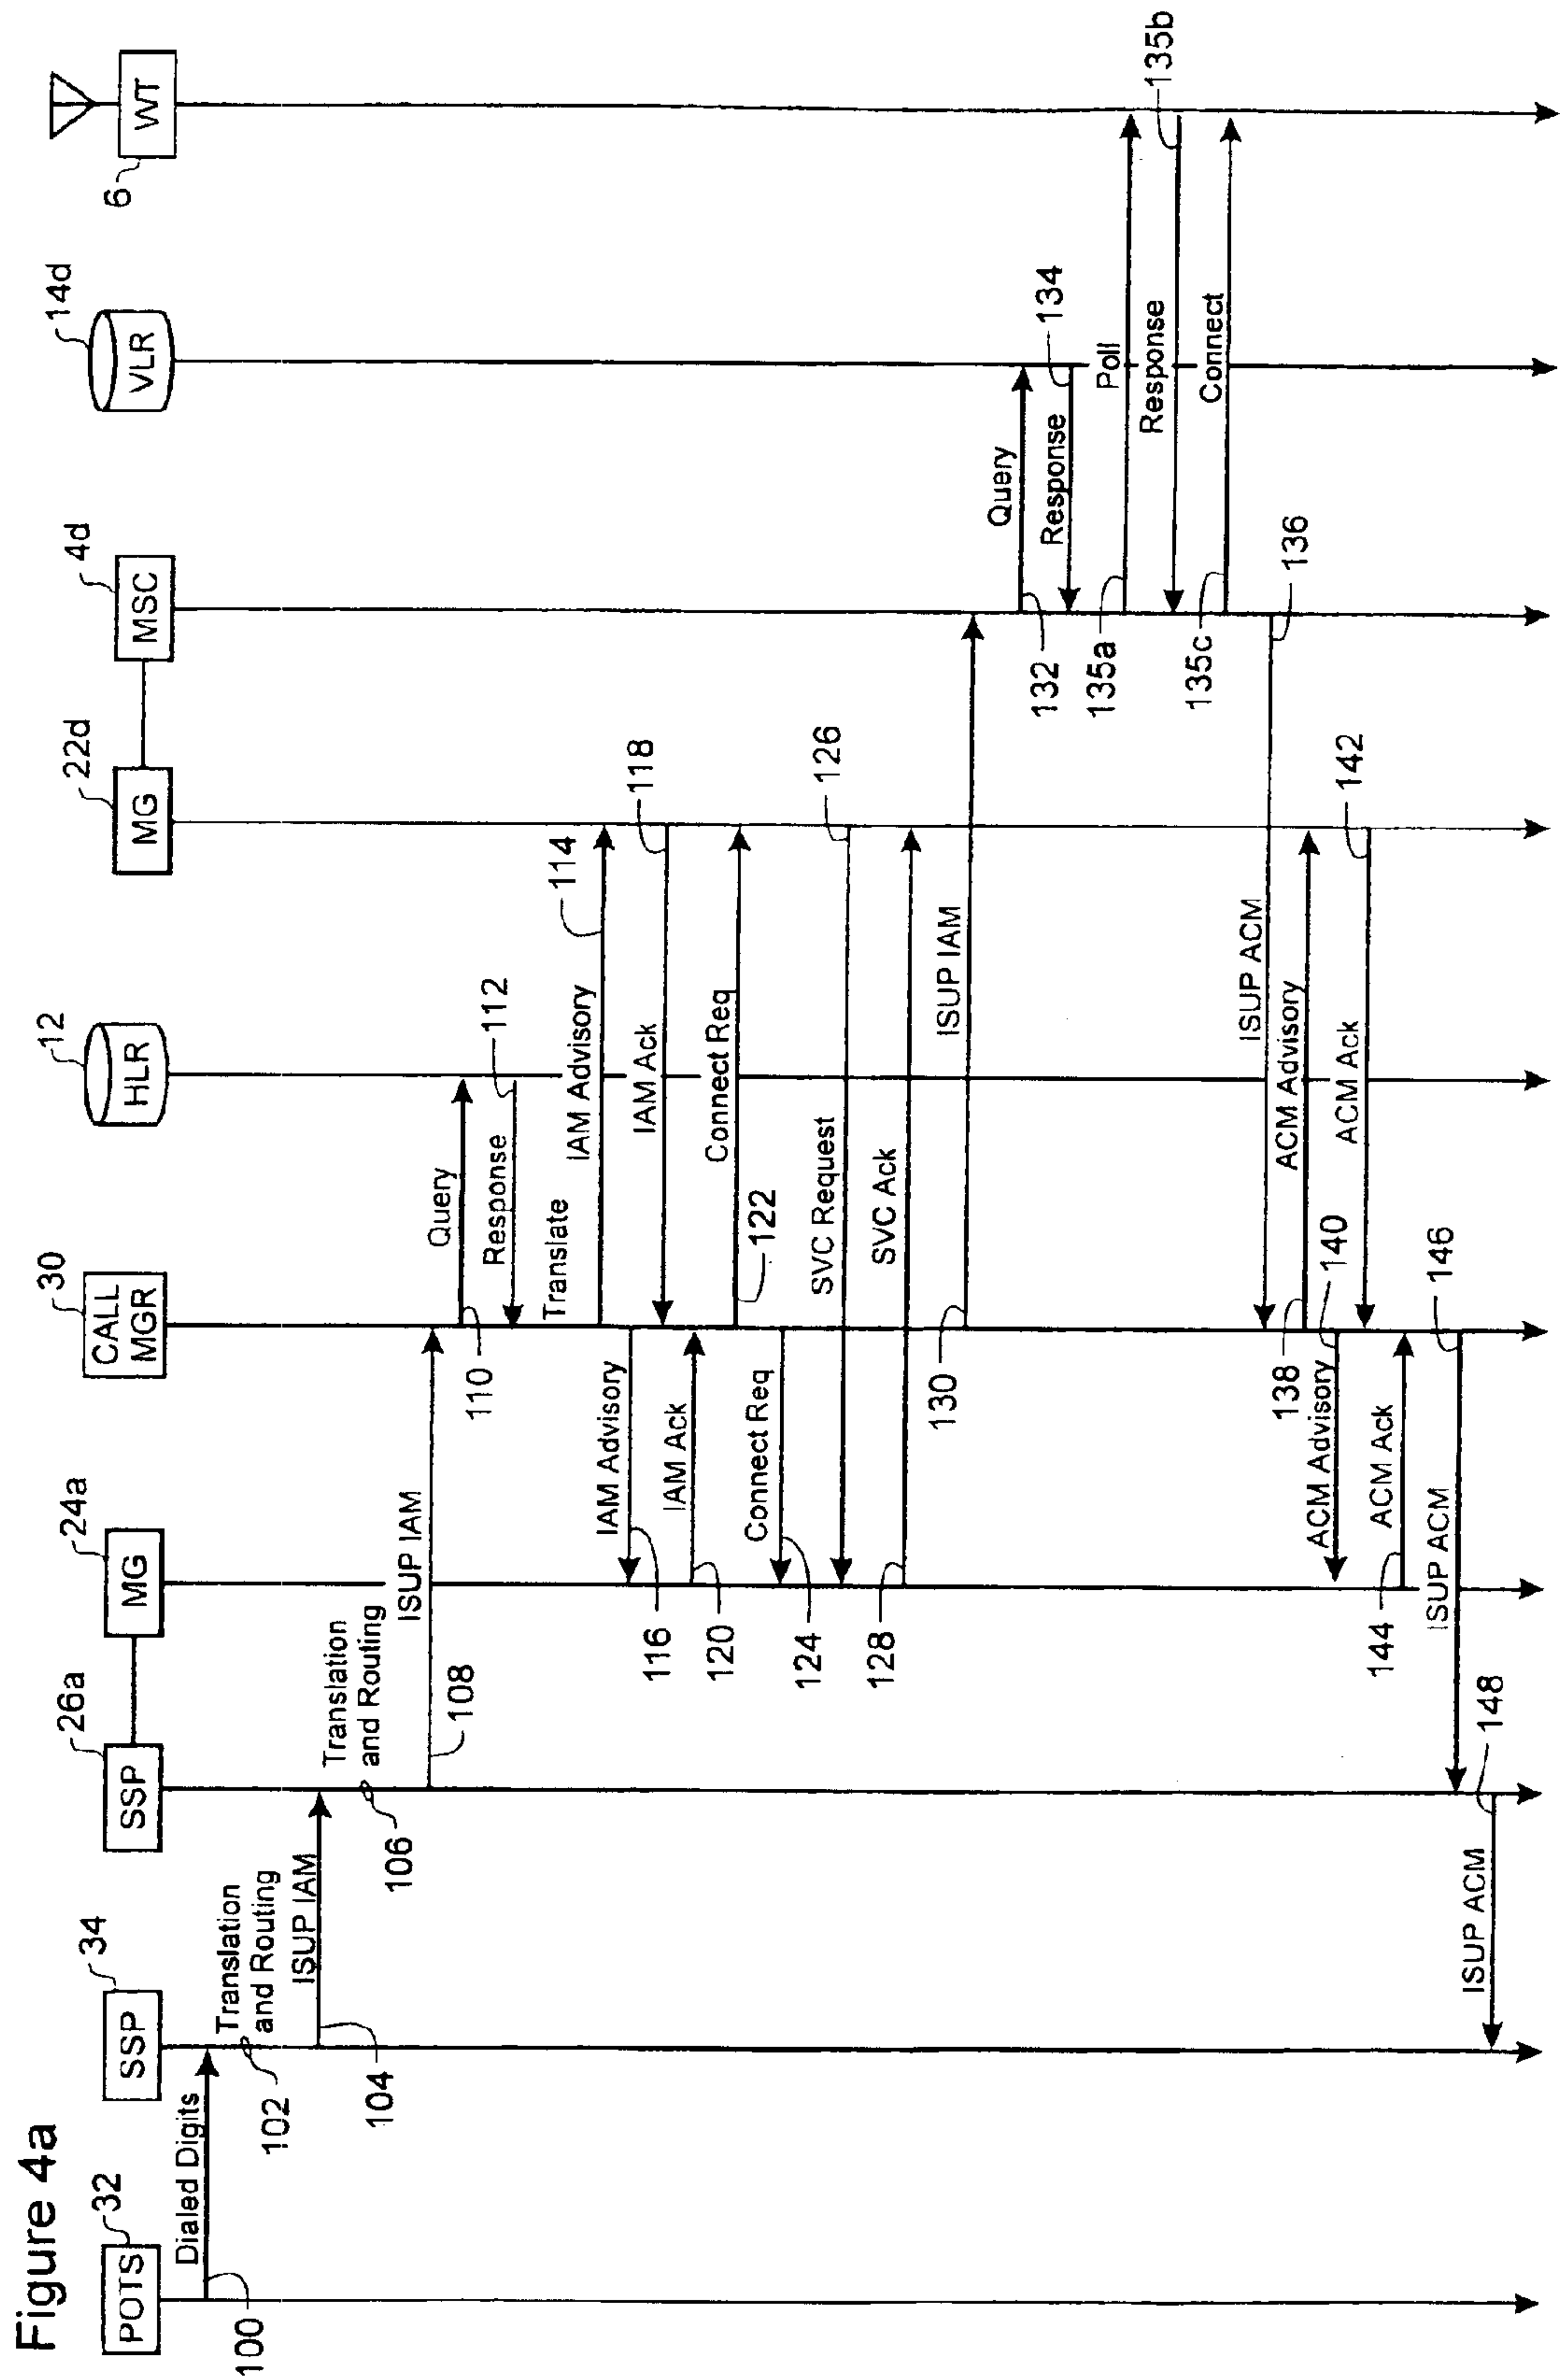 Figure 4a
POTS
32
SSP
34
SSP
26a
MG
24a
CALL
MGR
30
HLR
12
MG
22d
MSC
4d
VLR
14d
WT
6
Dialed Digits
100
Translation
and Routing
102
ISUP IAM
104
Translation
and Routing
106
ISUP IAM
108
Query
110
Response
112
Translate
IAM Advisory
114
IAM Advisory
116
IAM Ack
118
IAM Ack
120
Connect Req
122
Connect Req
124
SVC Request
126
SVC Ack
128
ISUP IAM
130
Query
132
Response
134
Poll
135a
Response
135b
Connect
135c
ISUP ACM
136
ACM Advisory
138
ACM Advisory
140
ACM Ack
142
ACM Ack
144
ISUP ACM
146
ISUP ACM
148